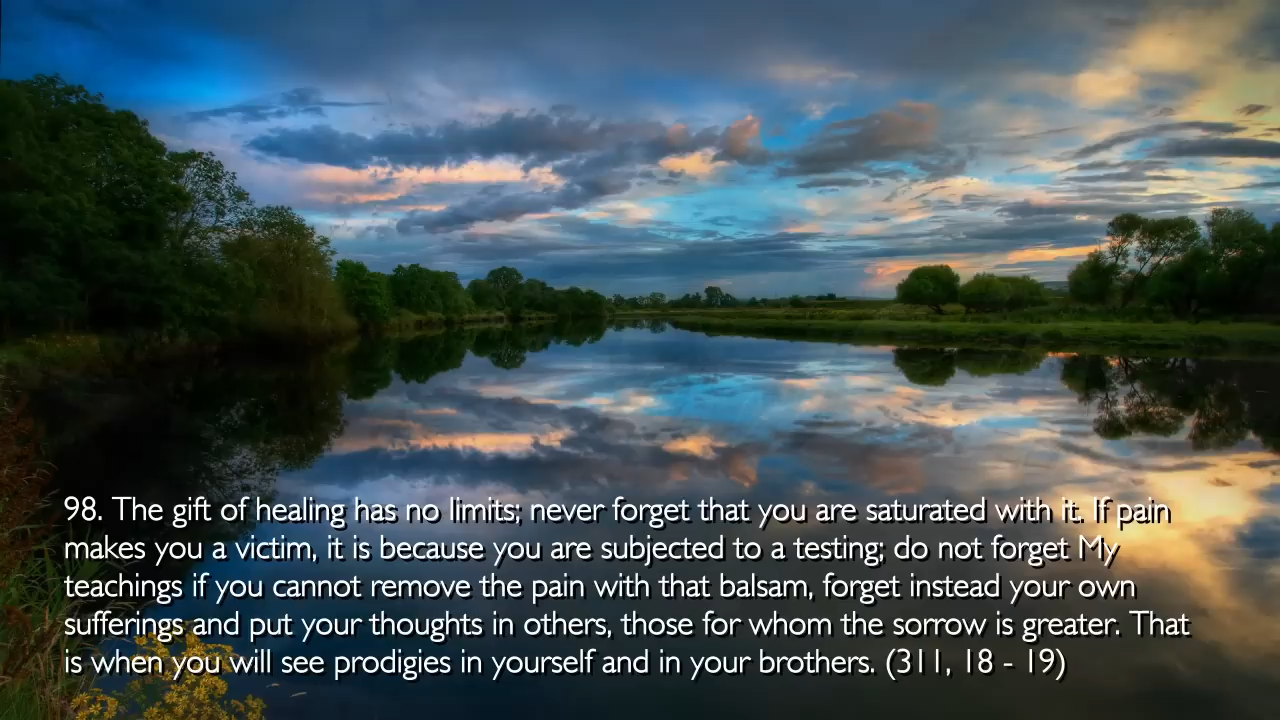 98. The gift of healing has no limits; never forget that you are saturated with it. If pain
makes you a victim, it is because you are subjected to a testing; do not forget My
teachings if you cannot remove the pain with that balsam, forget instead your own
sufferings and put your thoughts in others, those for whom the sorrow is greater. That
is when you will see prodigies in yourself and in your brothers. (311, 18 - 19)